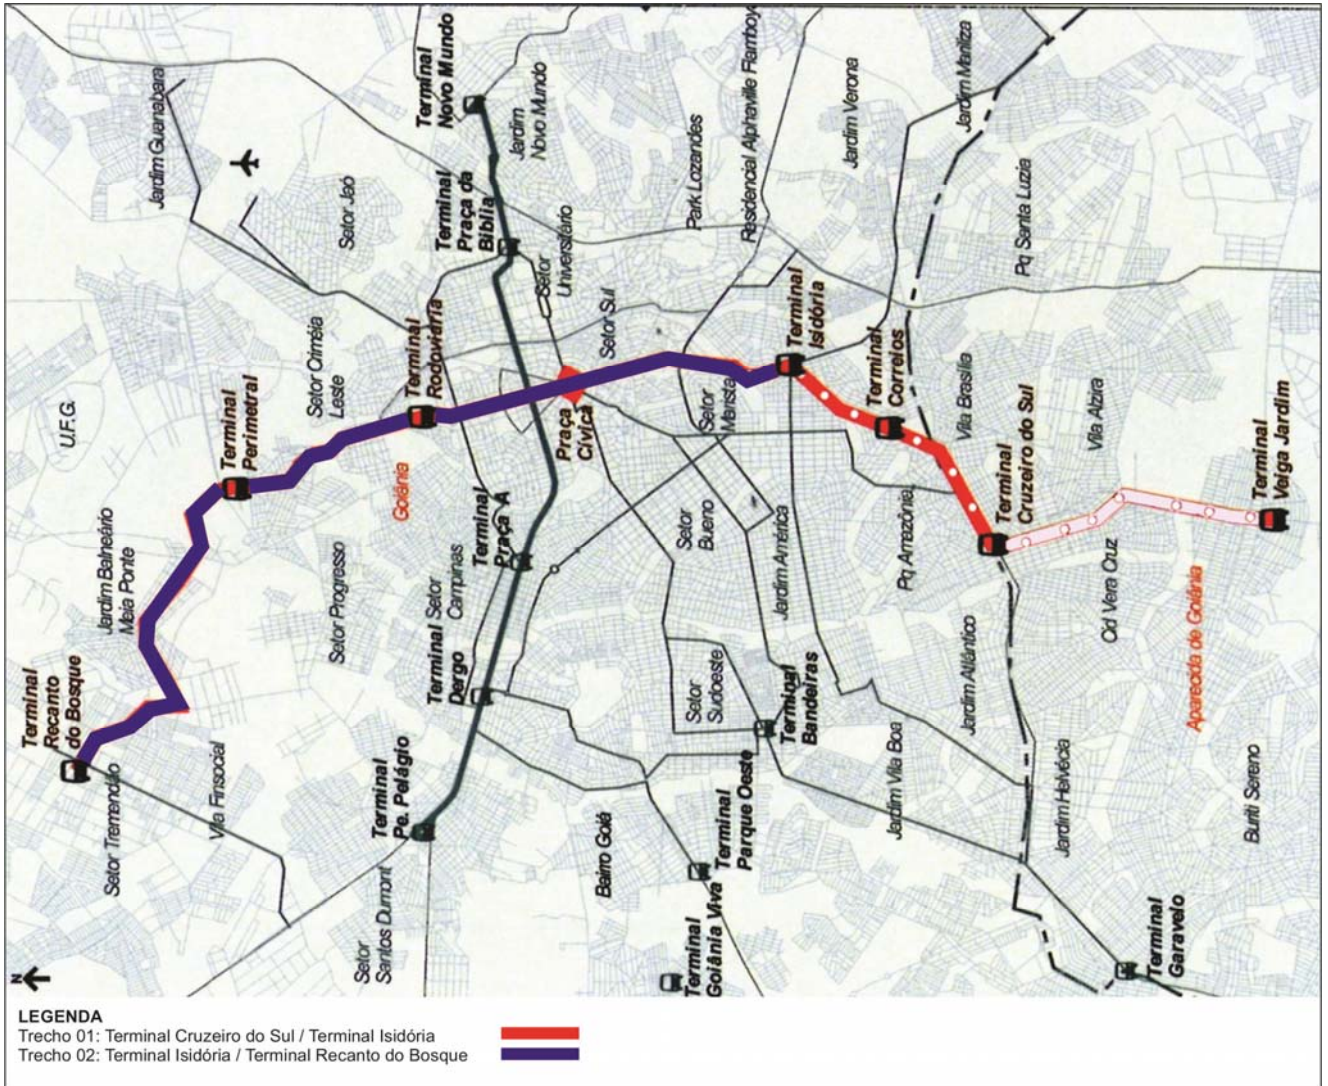 Terminal
Novo Mundo
Jardim
Novo Mundo
Jardim Guanabara
Setor Jaó
Terminal
Praça da
Bíblia
Setor
Universitário
Park Lozandes
Residencial Alphaville Flamboy
Jardim Verona
Jardim Mariliza
Pq Santa Luzia
U.F.G.
Terminal
Perimetral
Setor Criméia
Leste
Terminal
Rodoviária
Setor Sul
Praça
Cívica
Setor
Marista
Terminal
Isidória
Terminal
Correios
Vila Brasília
Terminal
Cruzeiro do Sul
Vila Alzira
Terminal
Veiga Jardim
Goiânia
Jardim Balneário
Meia Ponte
Setor Progresso
Setor
Campinas
Terminal
Praça A
Terminal
Dergo
Setor
Bueno
Jardim América
Pq Amazônia
Cid Vera Cruz
Aparecida de Goiânia
Terminal
Recanto
do Bosque
Setor Tremendão
Vila Finsocial
Terminal
Pe. Pelágio
Setor
Santos Dumont
Bairro Goiá
Setor
Sudoeste
Terminal
Bandeiras
Terminal
Parque Oeste
Terminal
Goiânia Viva
Jardim Vila Boa
Jardim Atlântico
Jardim Helvécia
Buriti Sereno
Terminal
Garavelo
N
LEGENDA
Trecho 01: Terminal Cruzeiro do Sul / Terminal Isidória
Trecho 02: Terminal Isidória / Terminal Recanto do Bosque